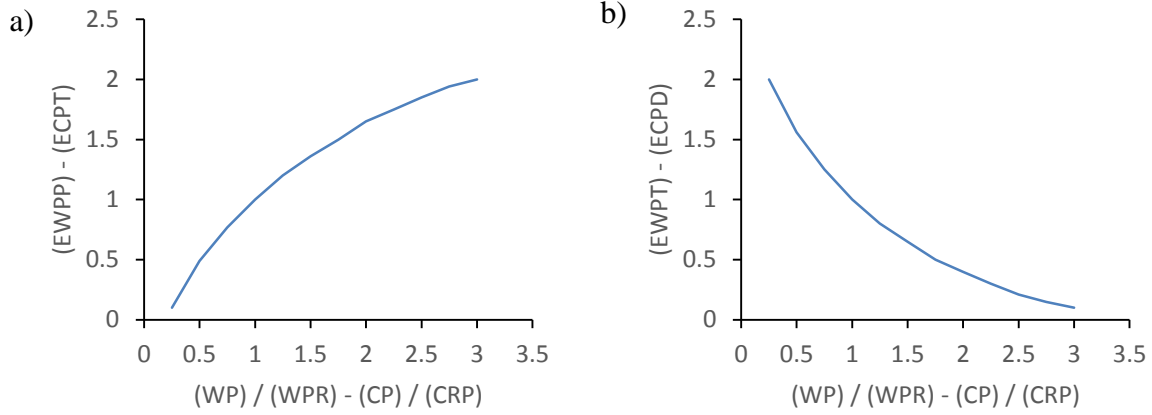 a)
2.5
2
1.5
1
0.5
0
(EWPP) - (ECPT)
0 0.5 1 1.5 2 2.5 3 3.5
(WP) / (WPR) - (CP) / (CRP)
b)
2.5
2
1.5
1
0.5
0
(EWPT) - (ECPD)
0 0.5 1 1.5 2 2.5 3 3.5
(WP) / (WPR) - (CP) / (CRP)